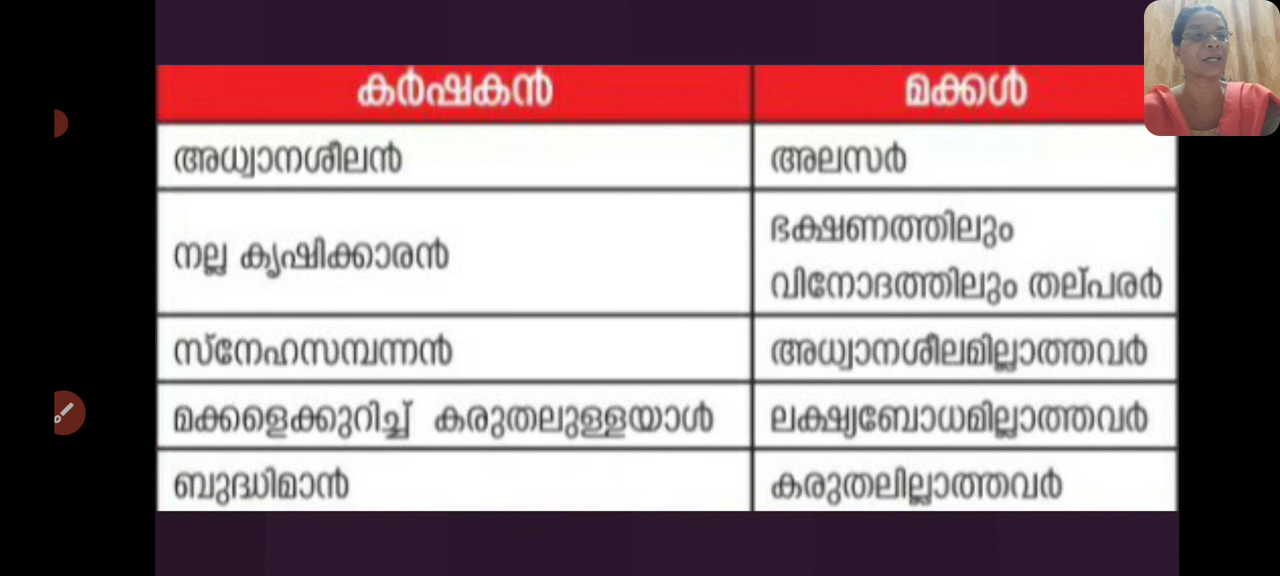 കർഷകൻ മക്കൾ
അധ്വാനശീലൻ അലസർ
നല്ല കൃഷിക്കാരൻ ഭക്ഷണത്തിലും
വിനോദത്തിലും തല്പരർ
സ്നേഹസമ്പന്നൻ അധ്വാനശീലമില്ലാത്തവർ
മക്കളെക്കുറിച്ച് കരുതലുള്ളയാൾ ലക്ഷ്യബോധമില്ലാത്തവർ
ബുദ്ധിമാൻ കരുതലില്ലാത്തവർ